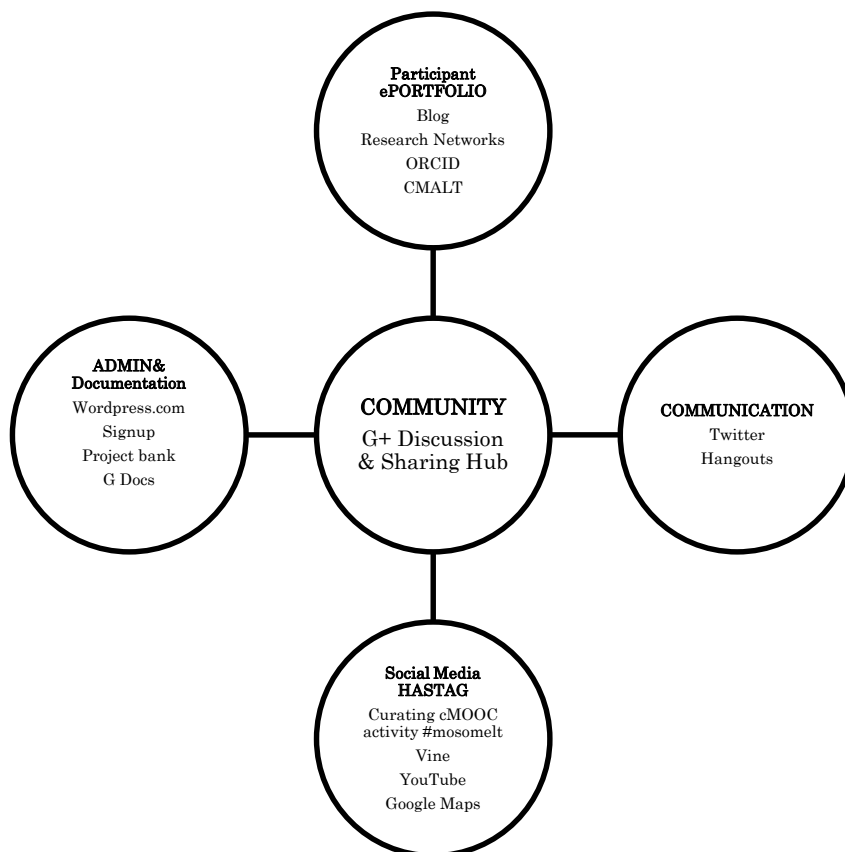 Participant
ePORTFOLIO
Blog
Research Networks
ORCID
CMALT
ADMIN&
Documentation
Wordpress.com
Signup
Project bank
G Docs
COMMUNITY
G+ Discussion
& Sharing Hub
COMMUNICATION
Twitter
Hangouts
Social Media
HASTAG
Curating cMOOC
activity #mosomelt
Vine
YouTube
Google Maps